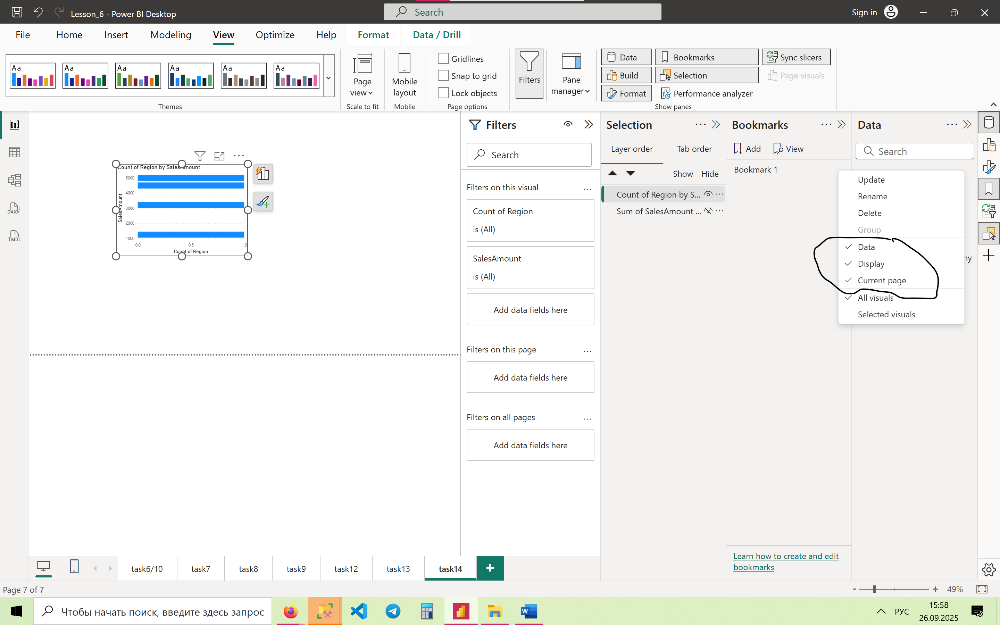 Lesson_6 - Power BI Desktop
Search
Sign in
File
Home
Insert
Modeling
View
Optimize
Help
Format
Data / Drill
Aa
Aa
Aa
Aa
Aa
Aa
Themes
Page
view
Scale to fit
Mobile
layout
Mobile
Gridlines
Snap to grid
Lock objects
Page options
Filters
Pane
manager
Data
Build
Format
Bookmarks
Selection
Performance analyzer
Sync slicers
Page visuals
Show panes
DAX
TMDL
Count of Region by SalesAmount
SalesAmount
5000
4000
3000
2000
1000
0,0
0,5
1,0
Count of Region
Filters
Search
Filters on this visual
...
Count of Region
is (All)
SalesAmount
is (All)
Add data fields here
Filters on this page
...
Add data fields here
Filters on all pages
...
Add data fields here
Selection
Layer order
Tab order
Show
Hide
Count of Region by S...
Sum of SalesAmount ...
Bookmarks
Add
View
Bookmark 1
Learn how to create and edit
bookmarks
Data
Search
Update
Rename
Delete
Group
Data
Display
Current page
All visuals
Selected visuals
task6/10
task7
task8
task9
task12
task13
task14
Page 7 of 7
49%
Чтобы начать поиск, введите здесь запрос
РУС
15:58
26.09.2025